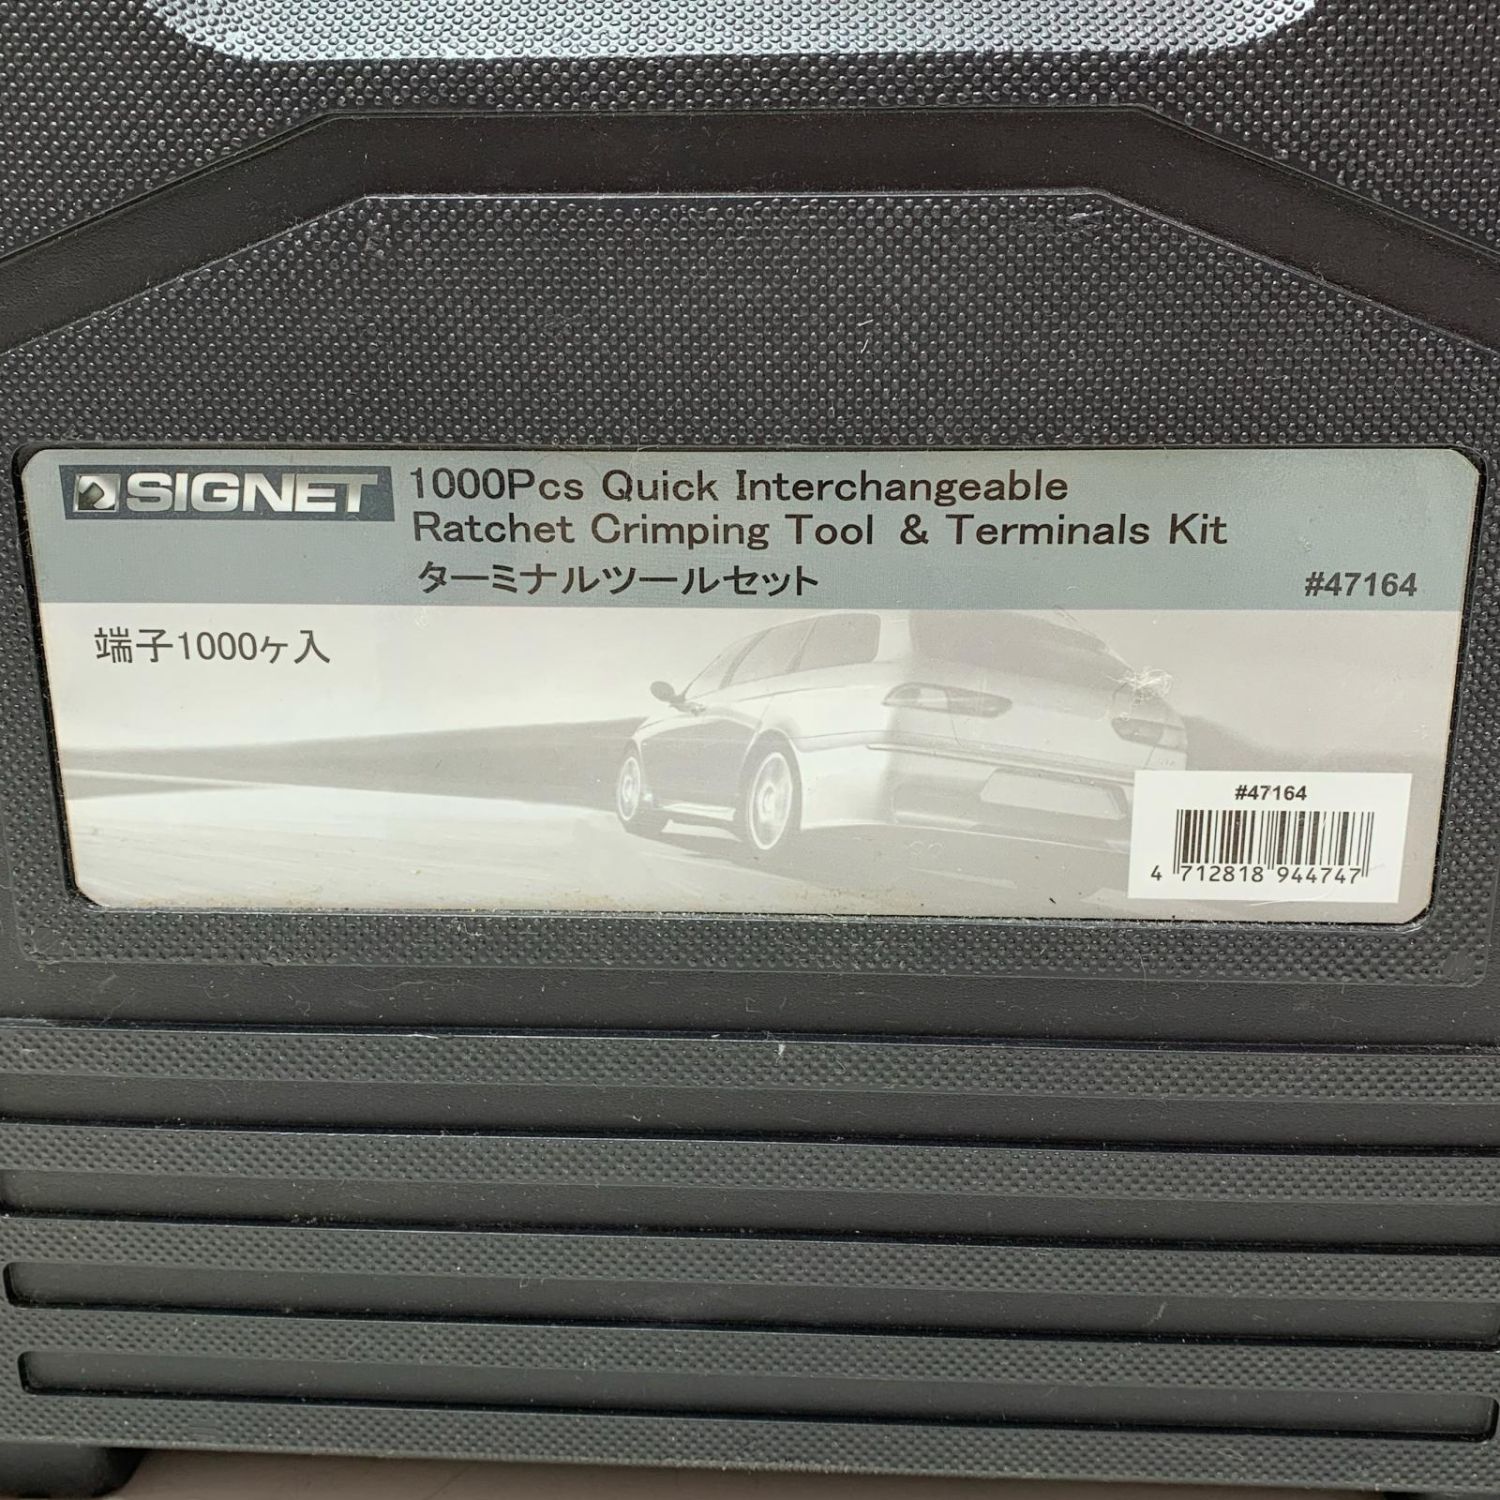 SIGNET
1000Pcs Quick Interchangeable
Ratchet Crimping Tool & Terminals Kit
ターミナルツールセット
#47164
端子1000ヶ入
#47164
4 712818 944747